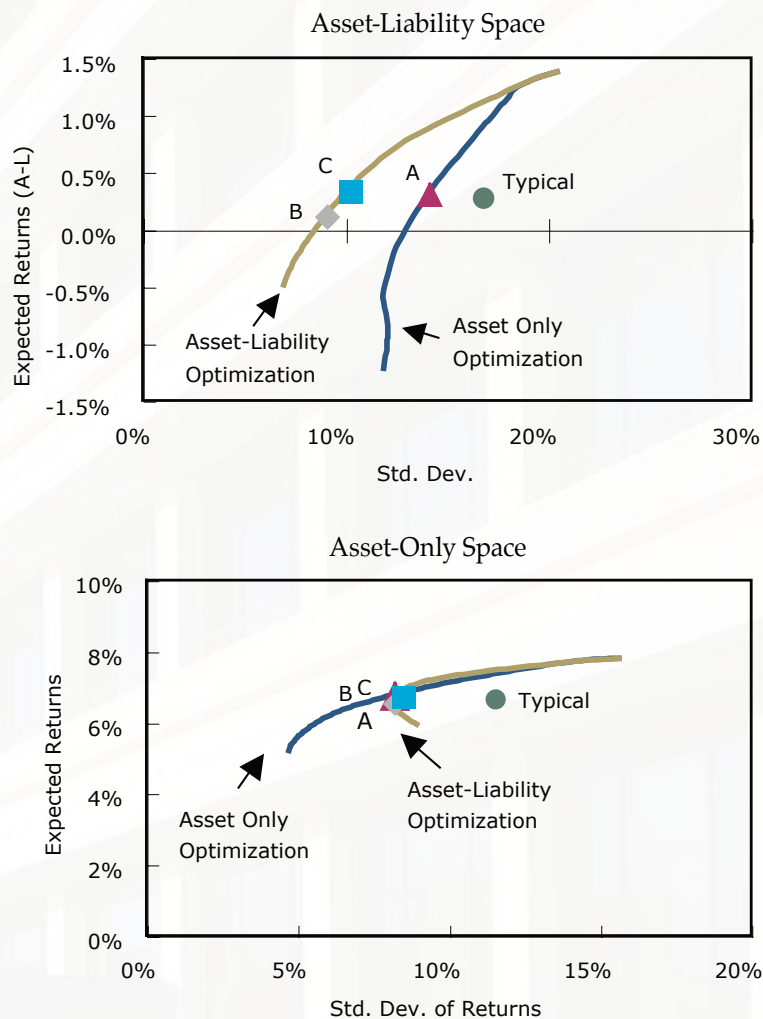 Asset-Liability Space
Expected Returns (A-L)
1.5%
1.0%
0.5%
0.0%
-0.5%
-1.0%
-1.5%
C
A
Typical
B
Asset-Liability
Optimization
Asset Only
Optimization
0%
10%
20%
30%
Std. Dev.
Asset-Only Space
Expected Returns
10%
8%
6%
4%
2%
0%
B
C
A
Typical
Asset-Liability
Optimization
Asset Only
Optimization
0%
5%
10%
15%
20%
Std. Dev. of Returns